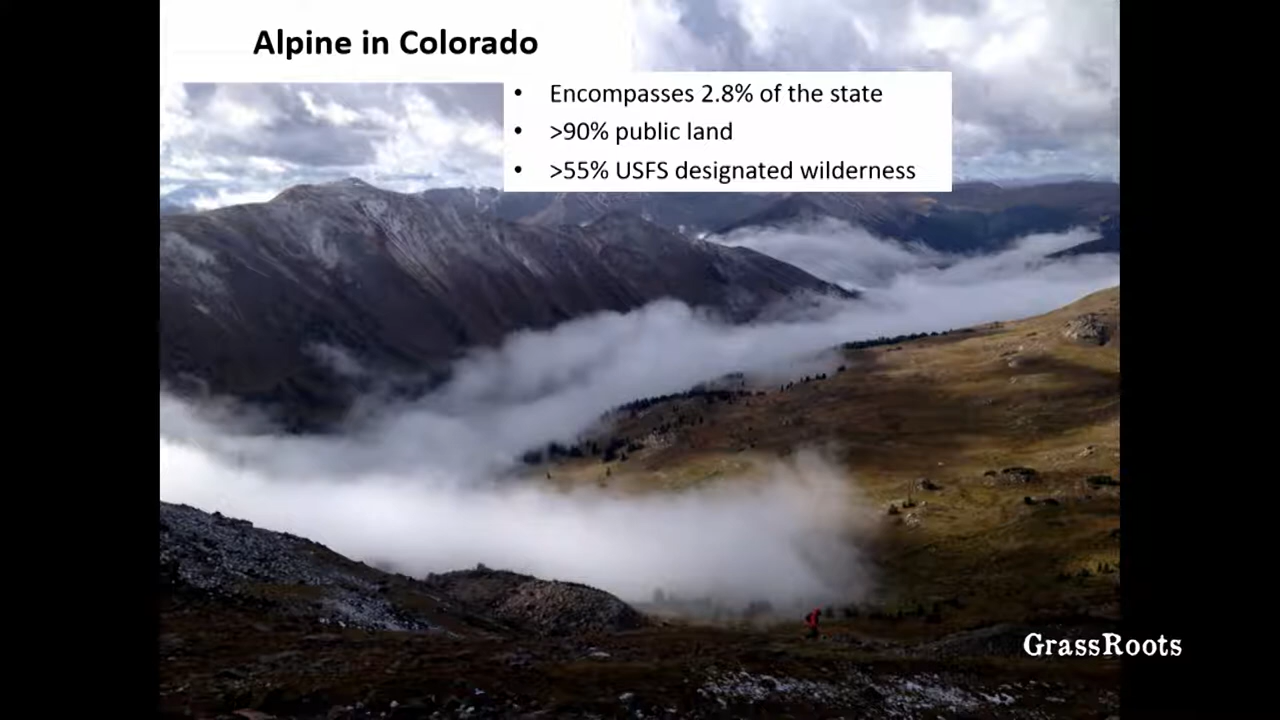 Alpine in Colorado
• Encompasses 2.8% of the state
• >90% public land
• >55% USFS designated wilderness
GrassRoots